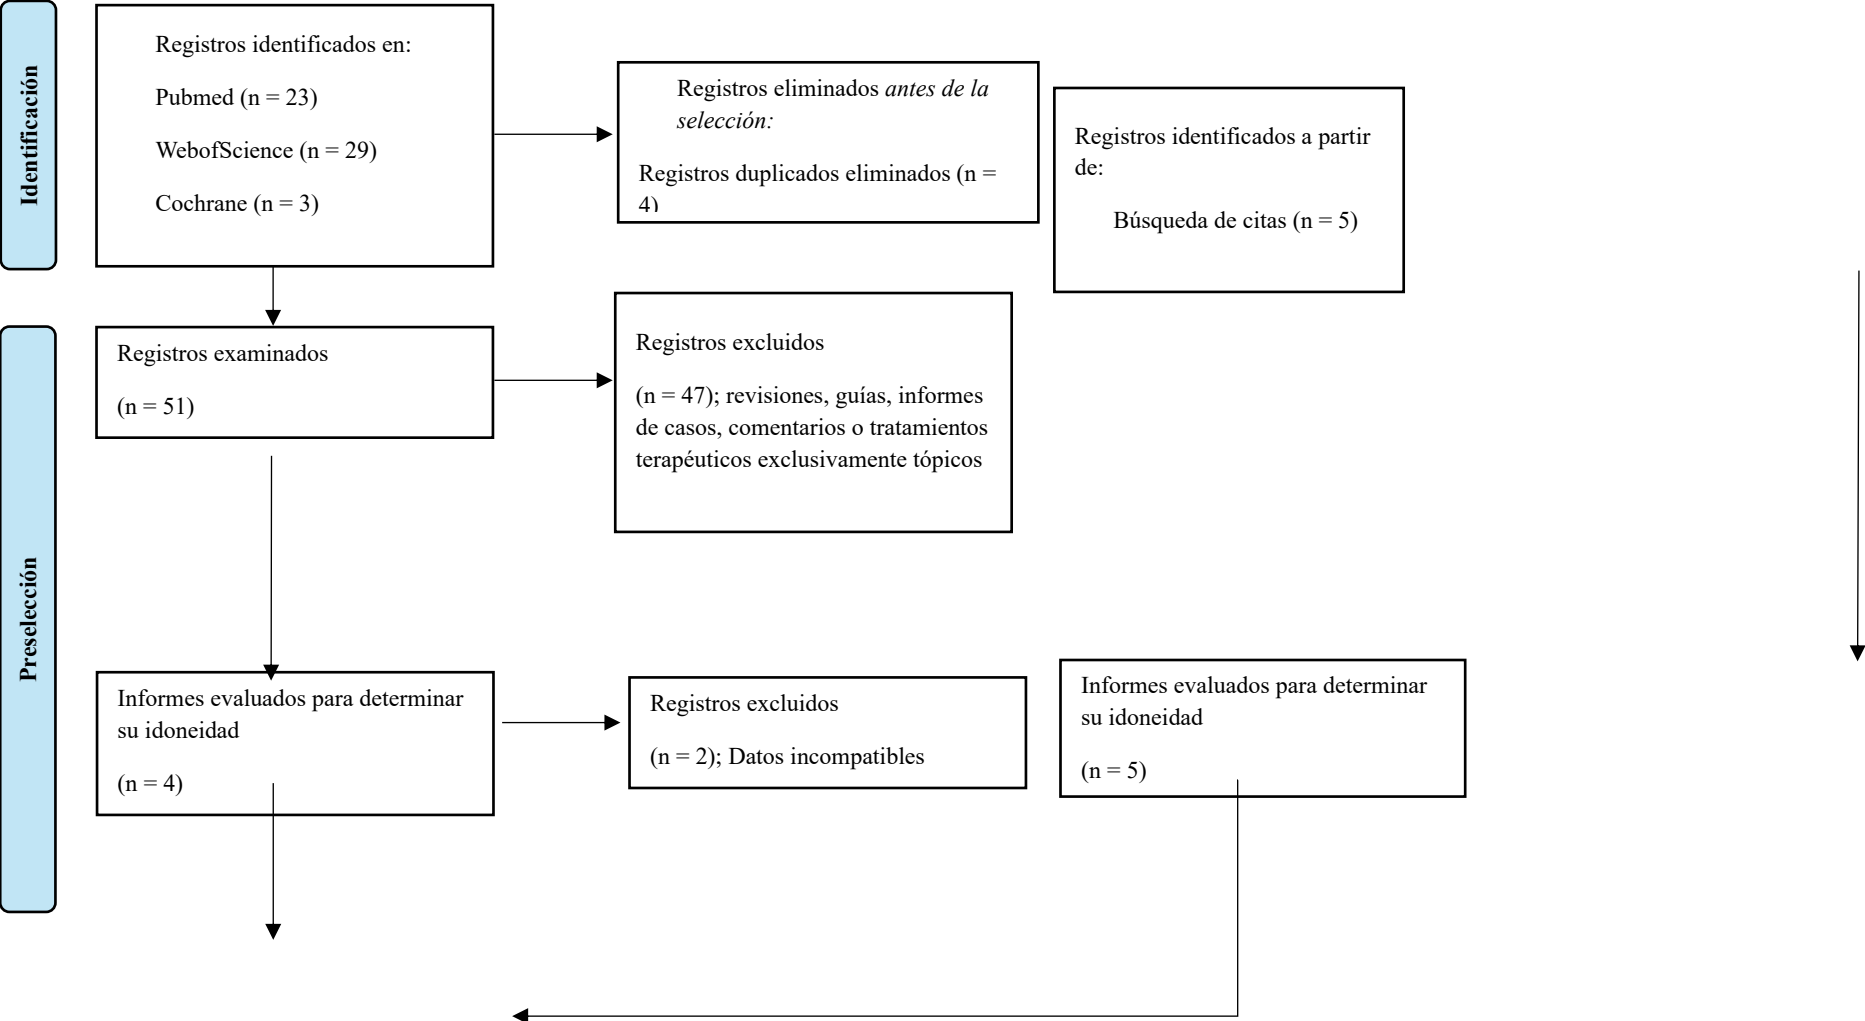 Identificación
Registros identificados en:
Pubmed (n = 23)
WebofScience (n = 29)
Cochrane (n = 3)
Registros eliminados antes de la
selección:
Registros duplicados eliminados (n =
4)
Registros identificados a partir
de:
Búsqueda de citas (n = 5)
Preselección
Registros examinados
(n = 51)
Registros excluidos
(n = 47); revisiones, guías, informes
de casos, comentarios o tratamientos
terapéuticos exclusivamente tópicos
Informes evaluados para determinar
su idoneidad
(n = 4)
Registros excluidos
(n = 2); Datos incompatibles
Informes evaluados para determinar
su idoneidad
(n = 5)